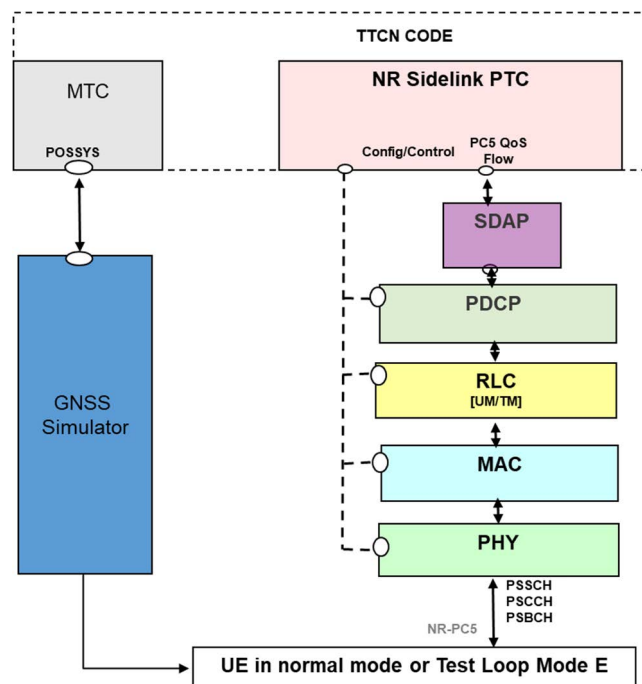 TTCN CODE
MTC
POSSYS
NR Sidelink PTC
Config/Control
PC5 QoS
Flow
SDAP
PDCP
GNSS
Simulator
RLC
[UM/TM]
MAC
PHY
PSSCH
PSCCH
PSBCH
NR-PC5
UE in normal mode or Test Loop Mode E